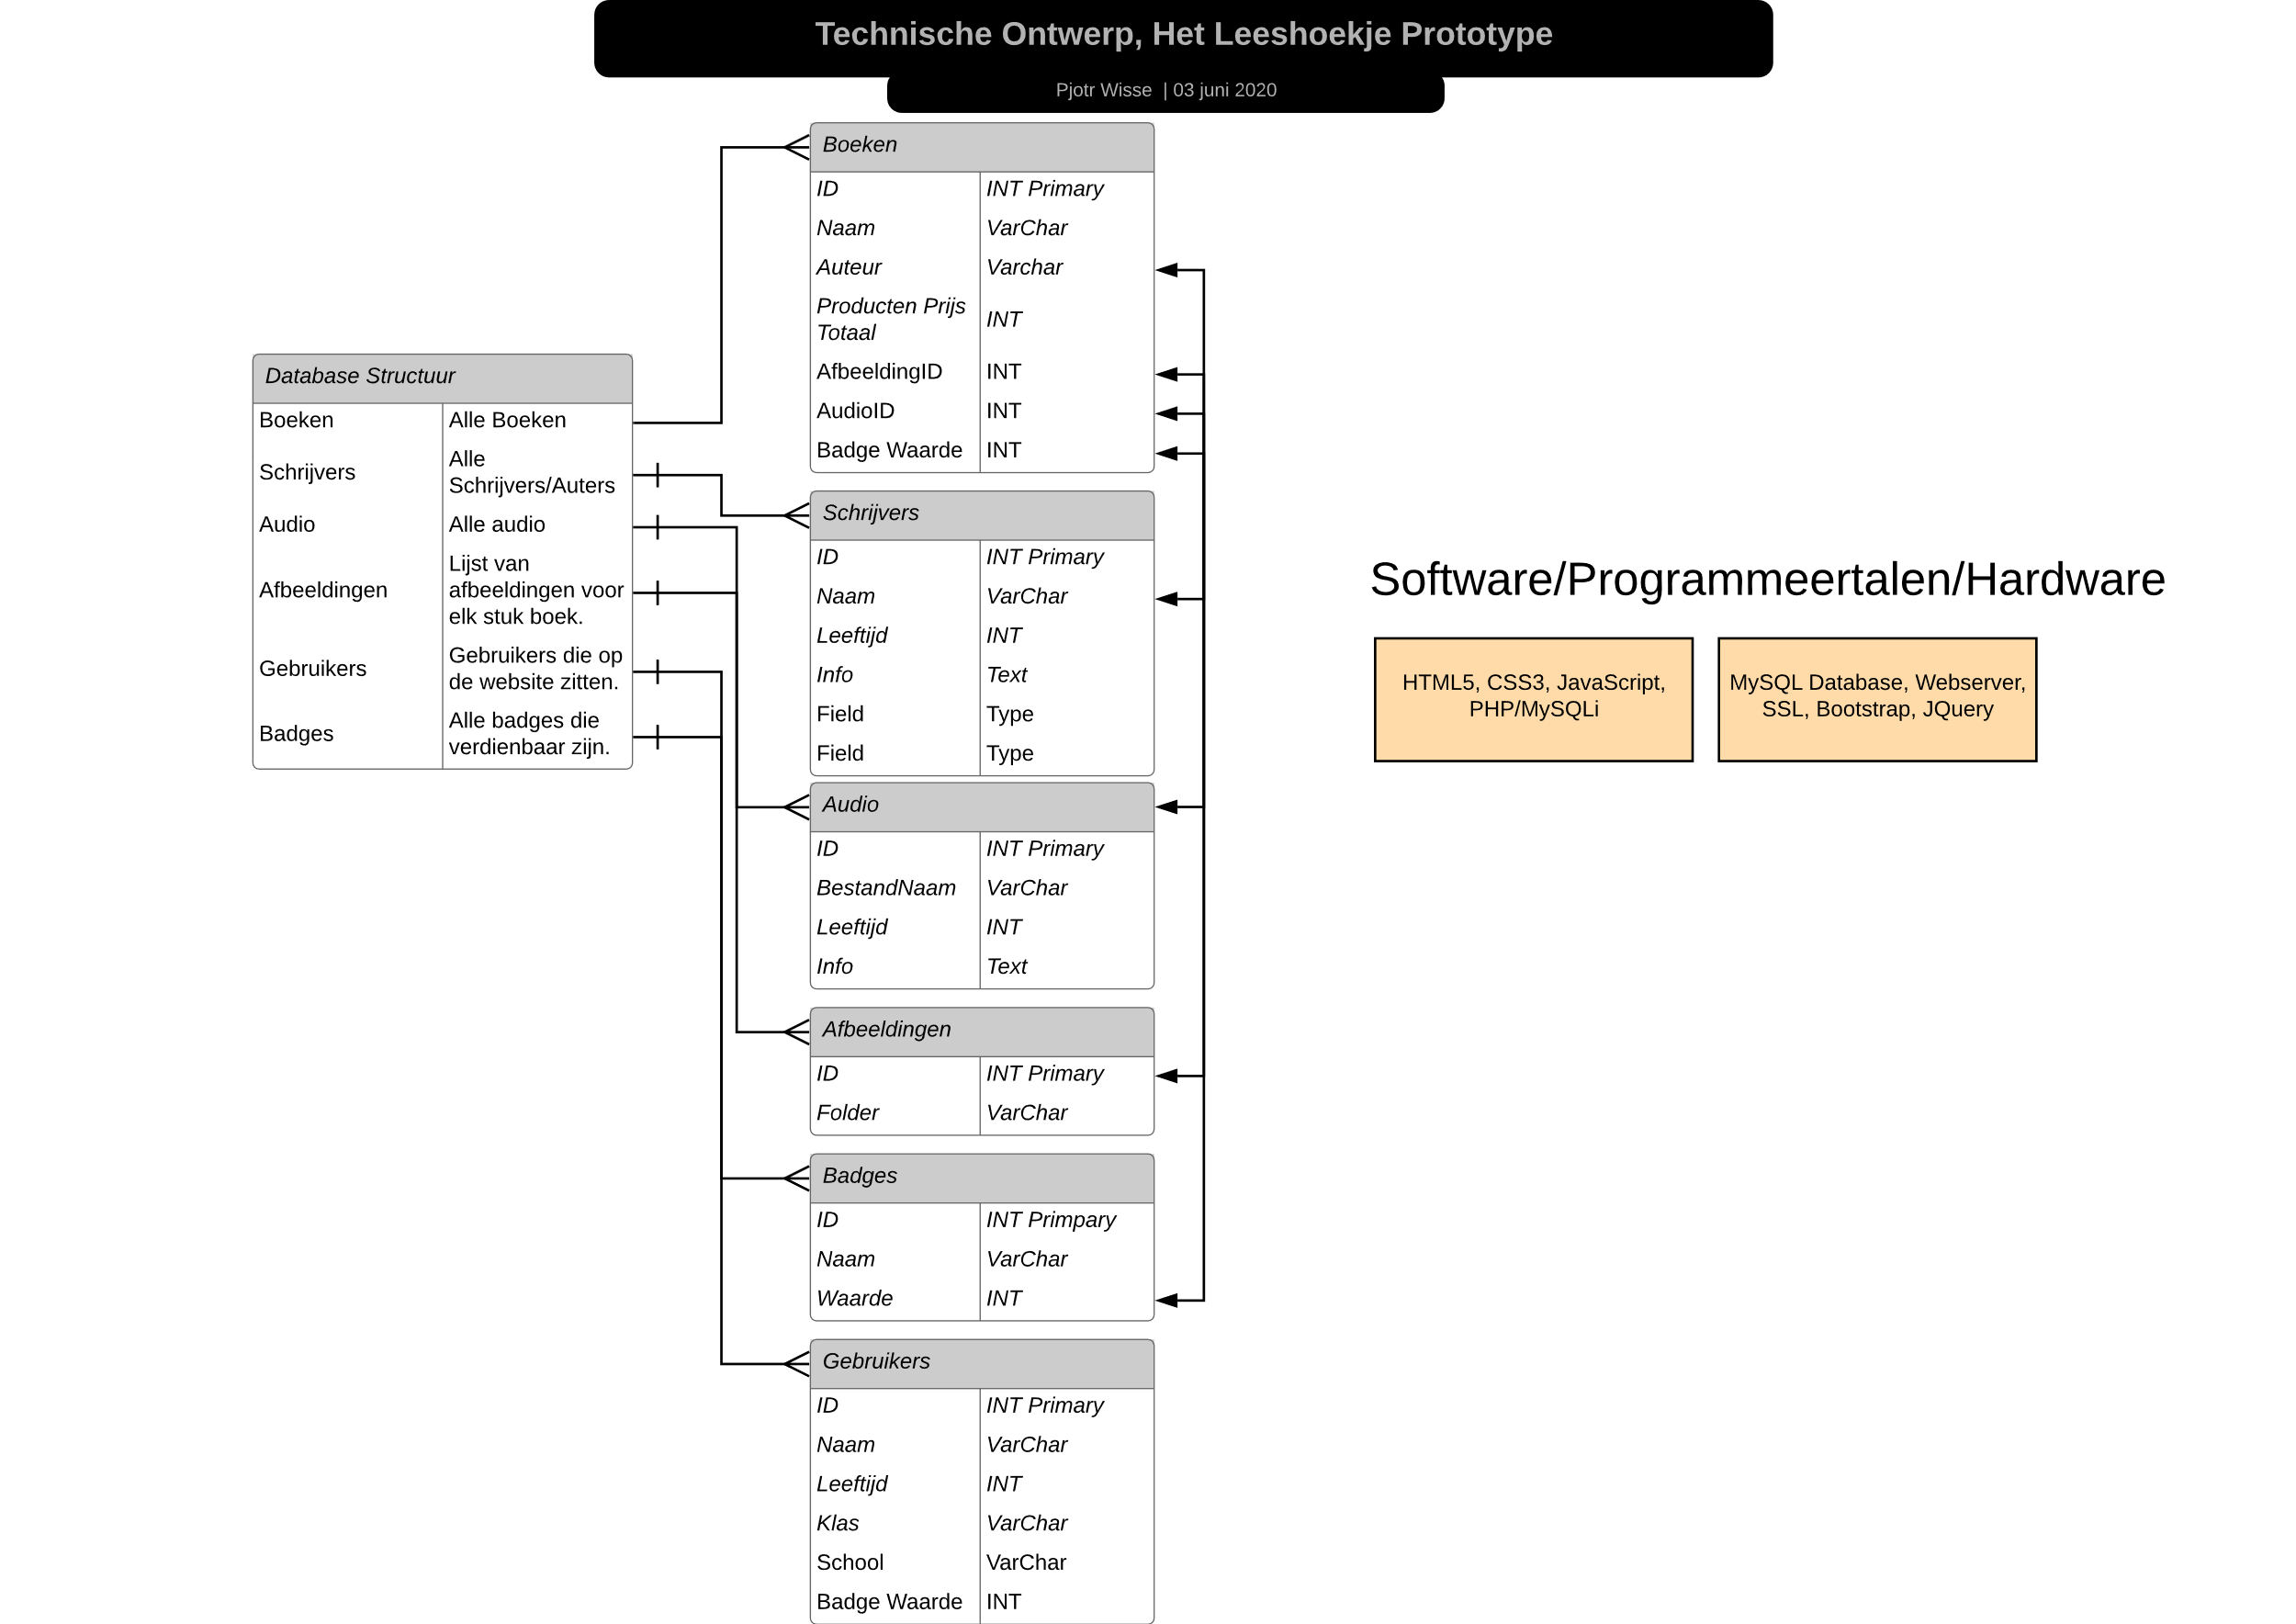 Technische Ontwerp, Het Leeshoekje Prototype
Pjotr Wisse | 03 juni 2020
Database Structuur
Boeken Alle Boeken
Schrijvers Alle
Schrijvers/Auters
Audio Alle audio
Afbeeldingen Lijst van
afbeeldingen voor
elk stuk boek.
Gebruikers Gebruikers die op
de website zitten.
Badges Alle badges die
verdienbaar zijn.
Boeken
ID INT Primary
Naam VarChar
Auteur Varchar
Producten Prijs
Totaal INT
AfbeeldingID INT
AudioID INT
Badge Waarde INT
Schrijvers
ID INT Primary
Naam VarChar
Leeftijd INT
Info Text
Field Type
Field Type
Audio
ID INT Primary
BestandNaam VarChar
Leeftijd INT
Info Text
Afbeeldingen
ID INT Primary
Folder VarChar
Badges
ID INT Primpary
Naam VarChar
Waarde INT
Gebruikers
ID INT Primary
Naam VarChar
Leeftijd INT
Klas VarChar
School VarChar
Badge Waarde INT
Software/Programmeertalen/Hardware
HTML5, CSS3, JavaScript,
PHP/MySQLi
MySQL Database, Webserver,
SSL, Bootstrap, JQuery